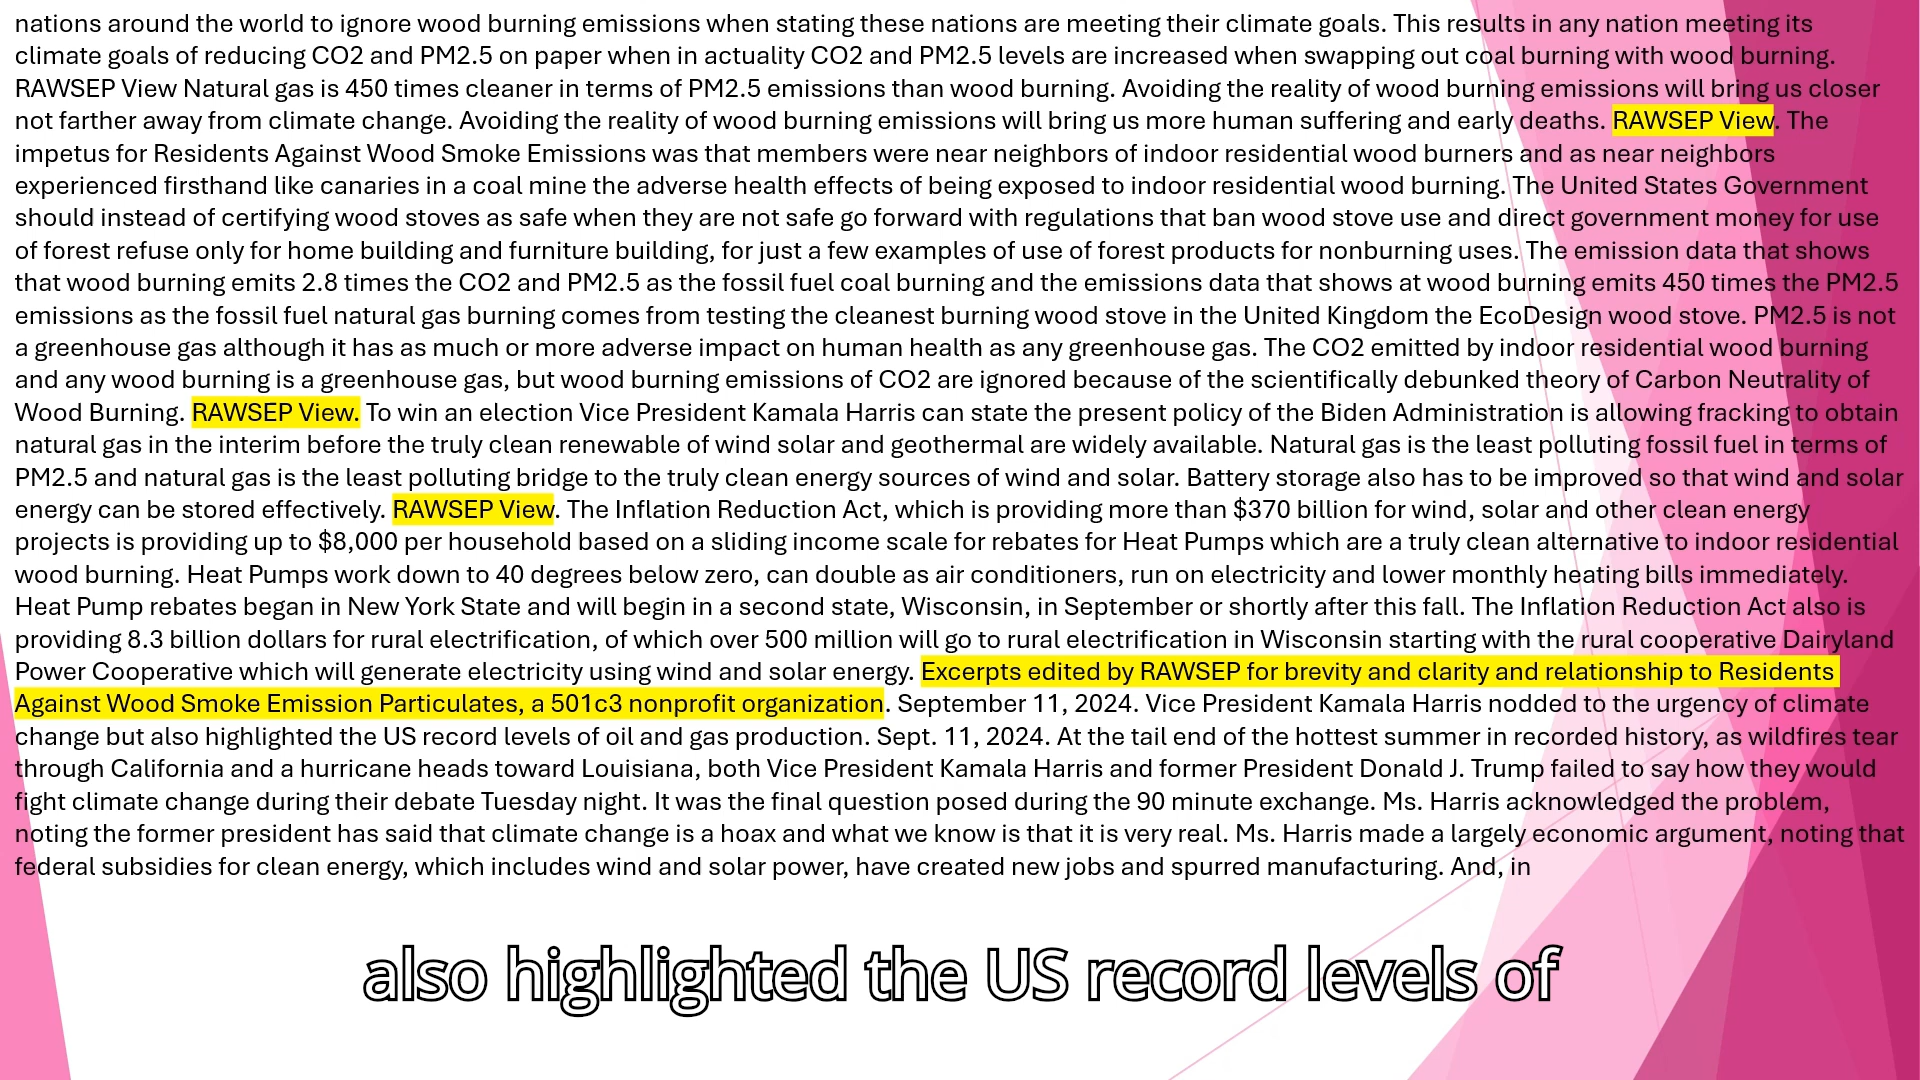 nations around the world to ignore wood burning emissions when stating these nations are meeting their climate goals. This results in any nation meeting its
climate goals of reducing CO2 and PM2.5 on paper when in actuality CO2 and PM2.5 levels are increased when swapping out coal burning with wood burning.
RAWSEP View Natural gas is 450 times cleaner in terms of PM2.5 emissions than wood burning. Avoiding the reality of wood burning emissions will bring us closer
not farther away from climate change. Avoiding the reality of wood burning emissions will bring us more human suffering and early deaths. RAWSEP View. The
impetus for Residents Against Wood Smoke Emissions was that members were near neighbors of indoor residential wood burners and as near neighbors
experienced firsthand like canaries in a coal mine the adverse health effects of being exposed to indoor residential wood burning. The United States Government
should instead of certifying wood stoves as safe when they are not safe go forward with regulations that ban wood stove use and direct government money for use
of forest refuse only for home building and furniture building, for just a few examples of use of forest products for nonburning uses. The emission data that shows
that wood burning emits 2.8 times the CO2 and PM2.5 as the fossil fuel coal burning and the emissions data that shows at wood burning emits 450 times the PM2.5
emissions as the fossil fuel natural gas burning comes from testing the cleanest burning wood stove in the United Kingdom the EcoDesign wood stove. PM2.5 is not
a greenhouse gas although it has as much or more adverse impact on human health as any greenhouse gas. The CO2 emitted by indoor residential wood burning
and any wood burning is a greenhouse gas, but wood burning emissions of CO2 are ignored because of the scientifically debunked theory of Carbon Neutrality of
Wood Burning. RAWSEP View. To win an election Vice President Kamala Harris can state the present policy of the Biden Administration is allowing fracking to obtain
natural gas in the interim before the truly clean renewable of wind solar and geothermal are widely available. Natural gas is the least polluting fossil fuel in terms of
PM2.5 and natural gas is the least polluting bridge to the truly clean energy sources of wind and solar. Battery storage also has to be improved so that wind and solar
energy can be stored effectively. RAWSEP View. The Inflation Reduction Act, which is providing more than $370 billion for wind, solar and other clean energy
projects is providing up to $8,000 per household based on a sliding income scale for rebates for Heat Pumps which are a truly clean alternative to indoor residential
wood burning. Heat Pumps work down to 40 degrees below zero, can double as air conditioners, run on electricity and lower monthly heating bills immediately.
Heat Pump rebates began in New York State and will begin in a second state, Wisconsin, in September or shortly after this fall. The Inflation Reduction Act also is
providing 8.3 billion dollars for rural electrification, of which over 500 million will go to rural electrification in Wisconsin starting with the rural cooperative Dairyland
Power Cooperative which will generate electricity using wind and solar energy. Excerpts edited by RAWSEP for brevity and clarity and relationship to Residents
Against Wood Smoke Emission Particulates, a 501c3 nonprofit organization. September 11, 2024. Vice President Kamala Harris nodded to the urgency of climate
change but also highlighted the US record levels of oil and gas production. Sept. 11, 2024. At the tail end of the hottest summer in recorded history, as wildfires tear
through California and a hurricane heads toward Louisiana, both Vice President Kamala Harris and former President Donald J. Trump failed to say how they would
fight climate change during their debate Tuesday night. It was the final question posed during the 90 minute exchange. Ms. Harris acknowledged the problem,
noting the former president has said that climate change is a hoax and what we know is that it is very real. Ms. Harris made a largely economic argument, noting that
federal subsidies for clean energy, which includes wind and solar power, have created new jobs and spurred manufacturing. And, in
also highlighted the US record levels of